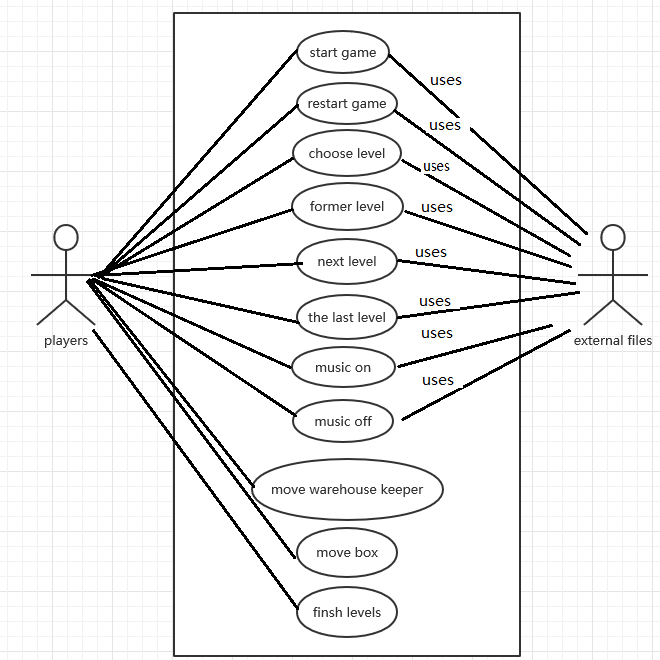 start game
uses
restart game
uses
choose level
uses
former level
uses
next level
uses
the last level
uses
music on
uses
music off
uses
players
external files
move warehouse keeper
move box
finsh levels